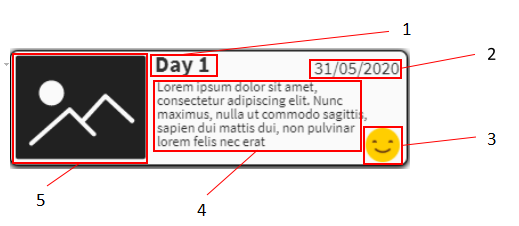 1
Day 1
31/05/2020
2
Lorem ipsum dolor sit amet,
consectetur adipiscing elit. Nunc
maximus, nulla ut commodo sagittis,
sapien dui mattis dui, non pulvinar
lorem felis nec erat
3
5
4